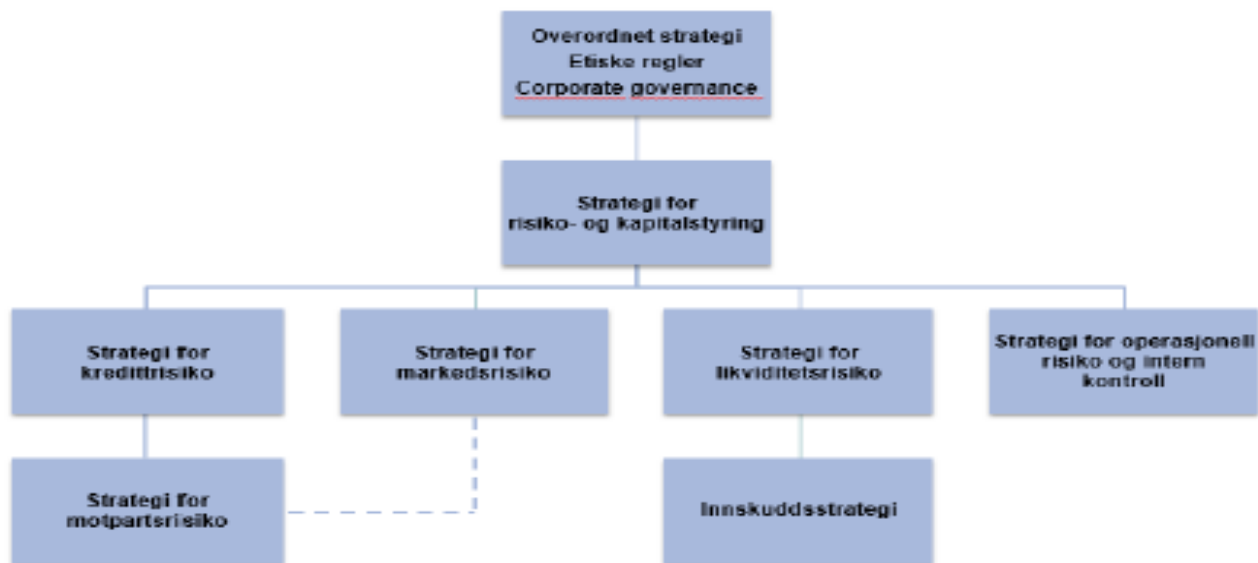 Overordnet strategi
Etiske regler
Corporate governance
Strategi for
risiko- og kapitalstyring
Strategi for
kredittrisiko
Strategi for
markedsrisiko
Strategi for
likviditetsrisiko
Strategi for operasjonell
risiko og intern
kontroll
Strategi for
motpartsrisiko
Innskuddsstrategi